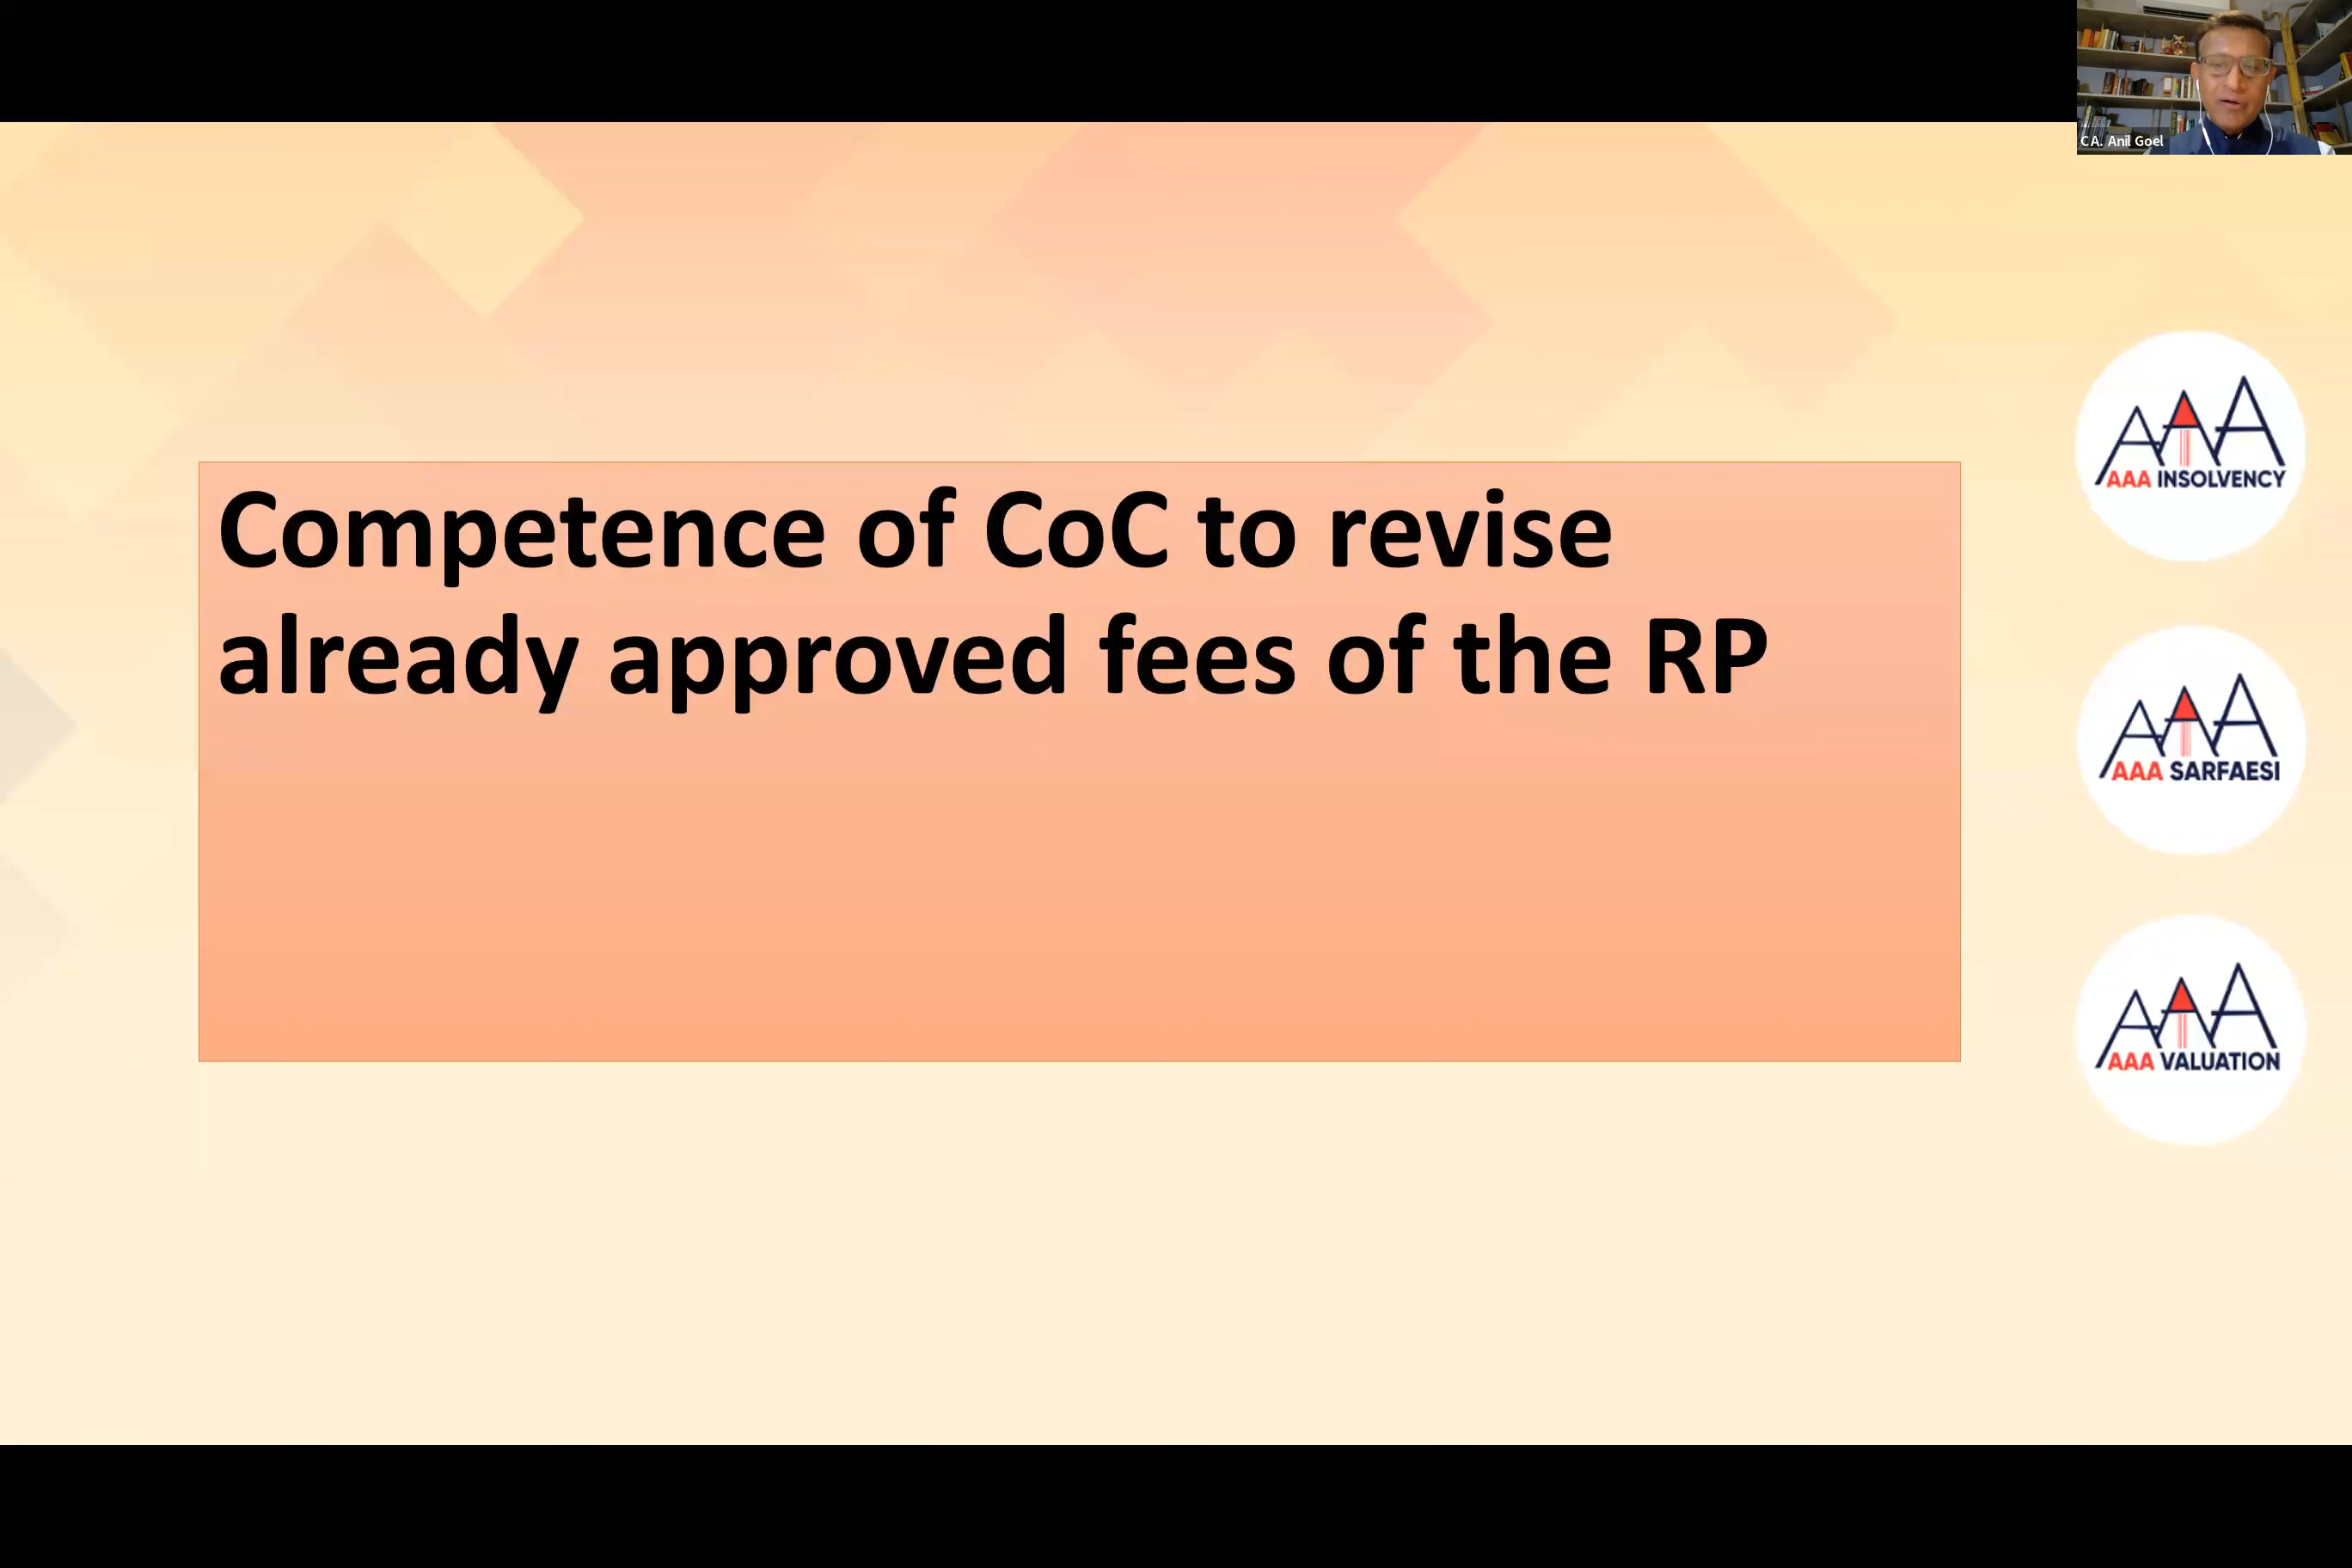 CA. Anil Goel
Competence of CoC to revise
already approved fees of the RP
AAA INSOLVENCY
AAA SARFAESI
AAA VALUATION